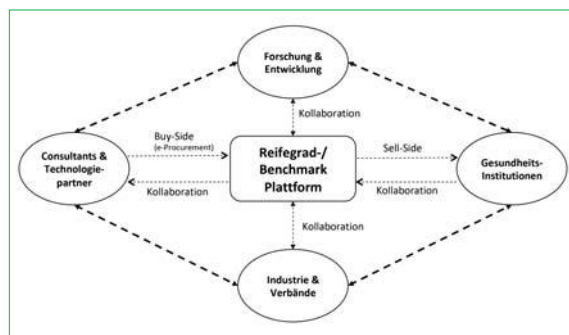 Forschung &
Entwicklung
Kollaboration
Buy-Side
(e-Procurement)
Sell-Side
Consultants &
Technologie-
partner
Reifegrad-/
Benchmark
Plattform
Gesundheits-
Institutionen
Kollaboration
Kollaboration
Kollaboration
Industrie &
Verbände